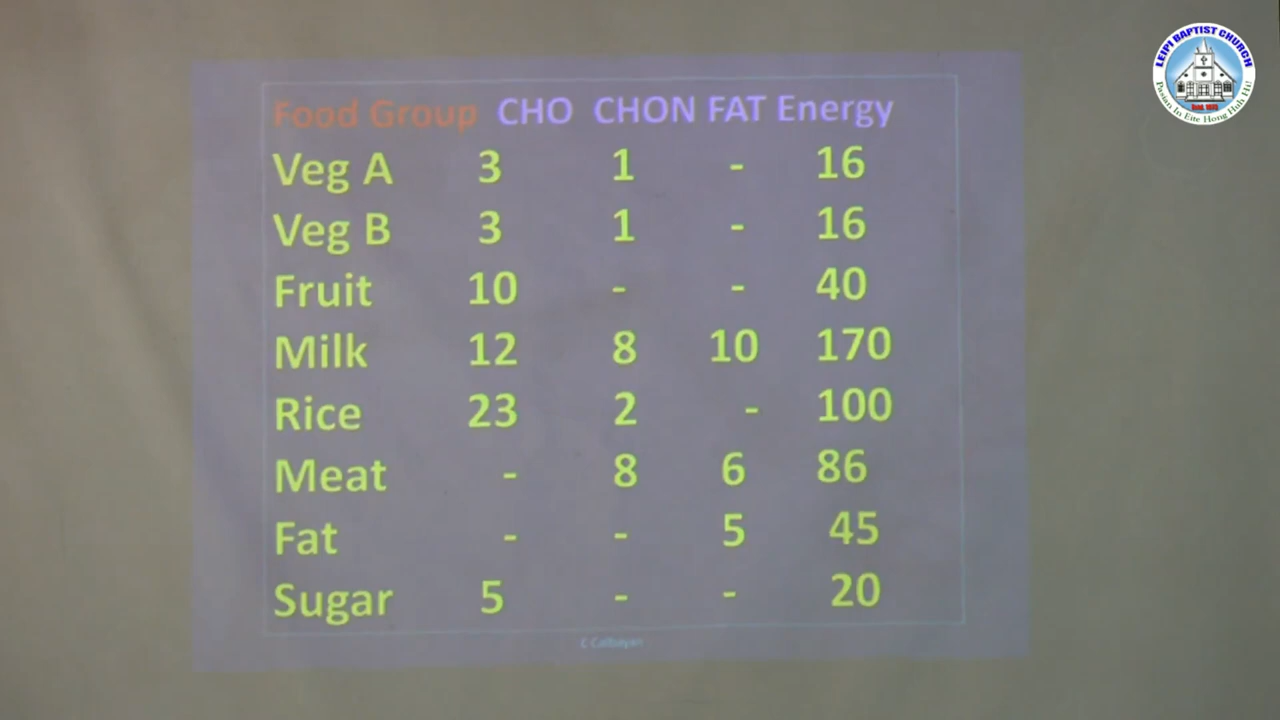 LEIPI BAPTIST CHURCH
Estd. 1975
Food Group CHO CHON FAT Energy
Veg A 3 1 - 16
Veg B 3 1 - 16
Fruit 10 - - 40
Milk 12 8 10 170
Rice 23 2 - 100
Meat - 8 6 86
Fat - - 5 45
Sugar 5 - - 20